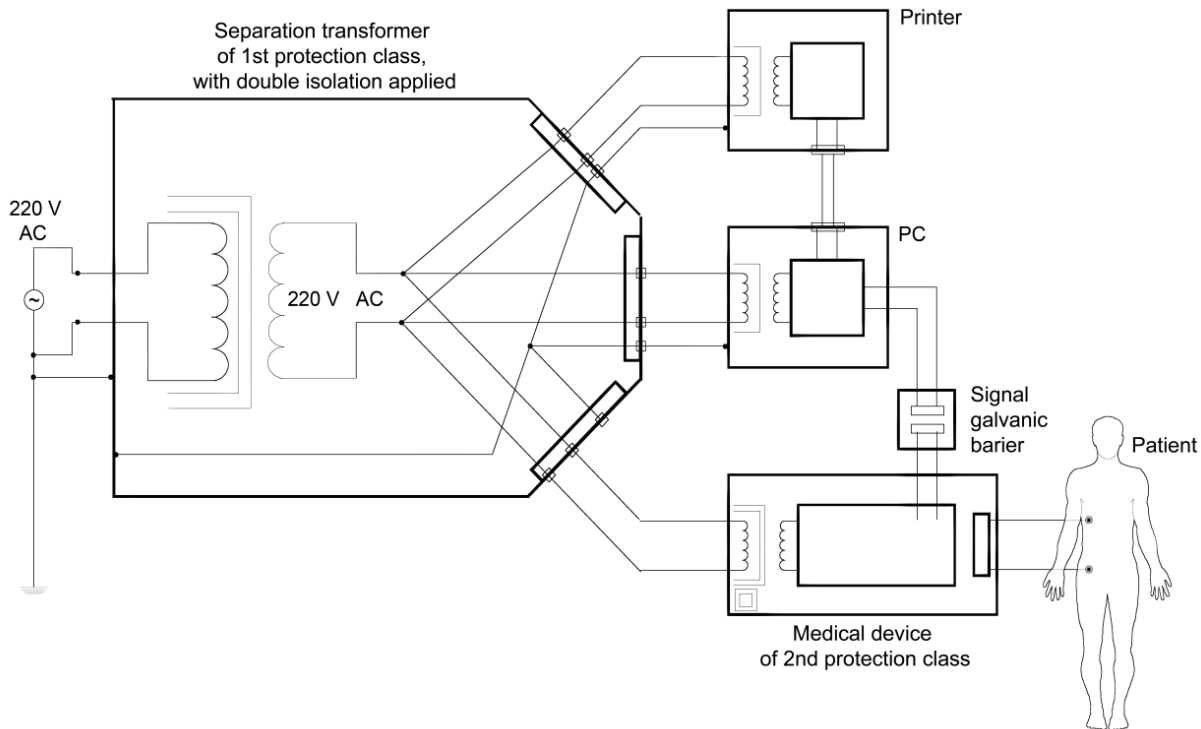 Printer
Separation transformer
of 1st protection class,
with double isolation applied
220 V
AC
220 V AC
PC
Signal
galvanic
barier
Patient
Medical device
of 2nd protection class